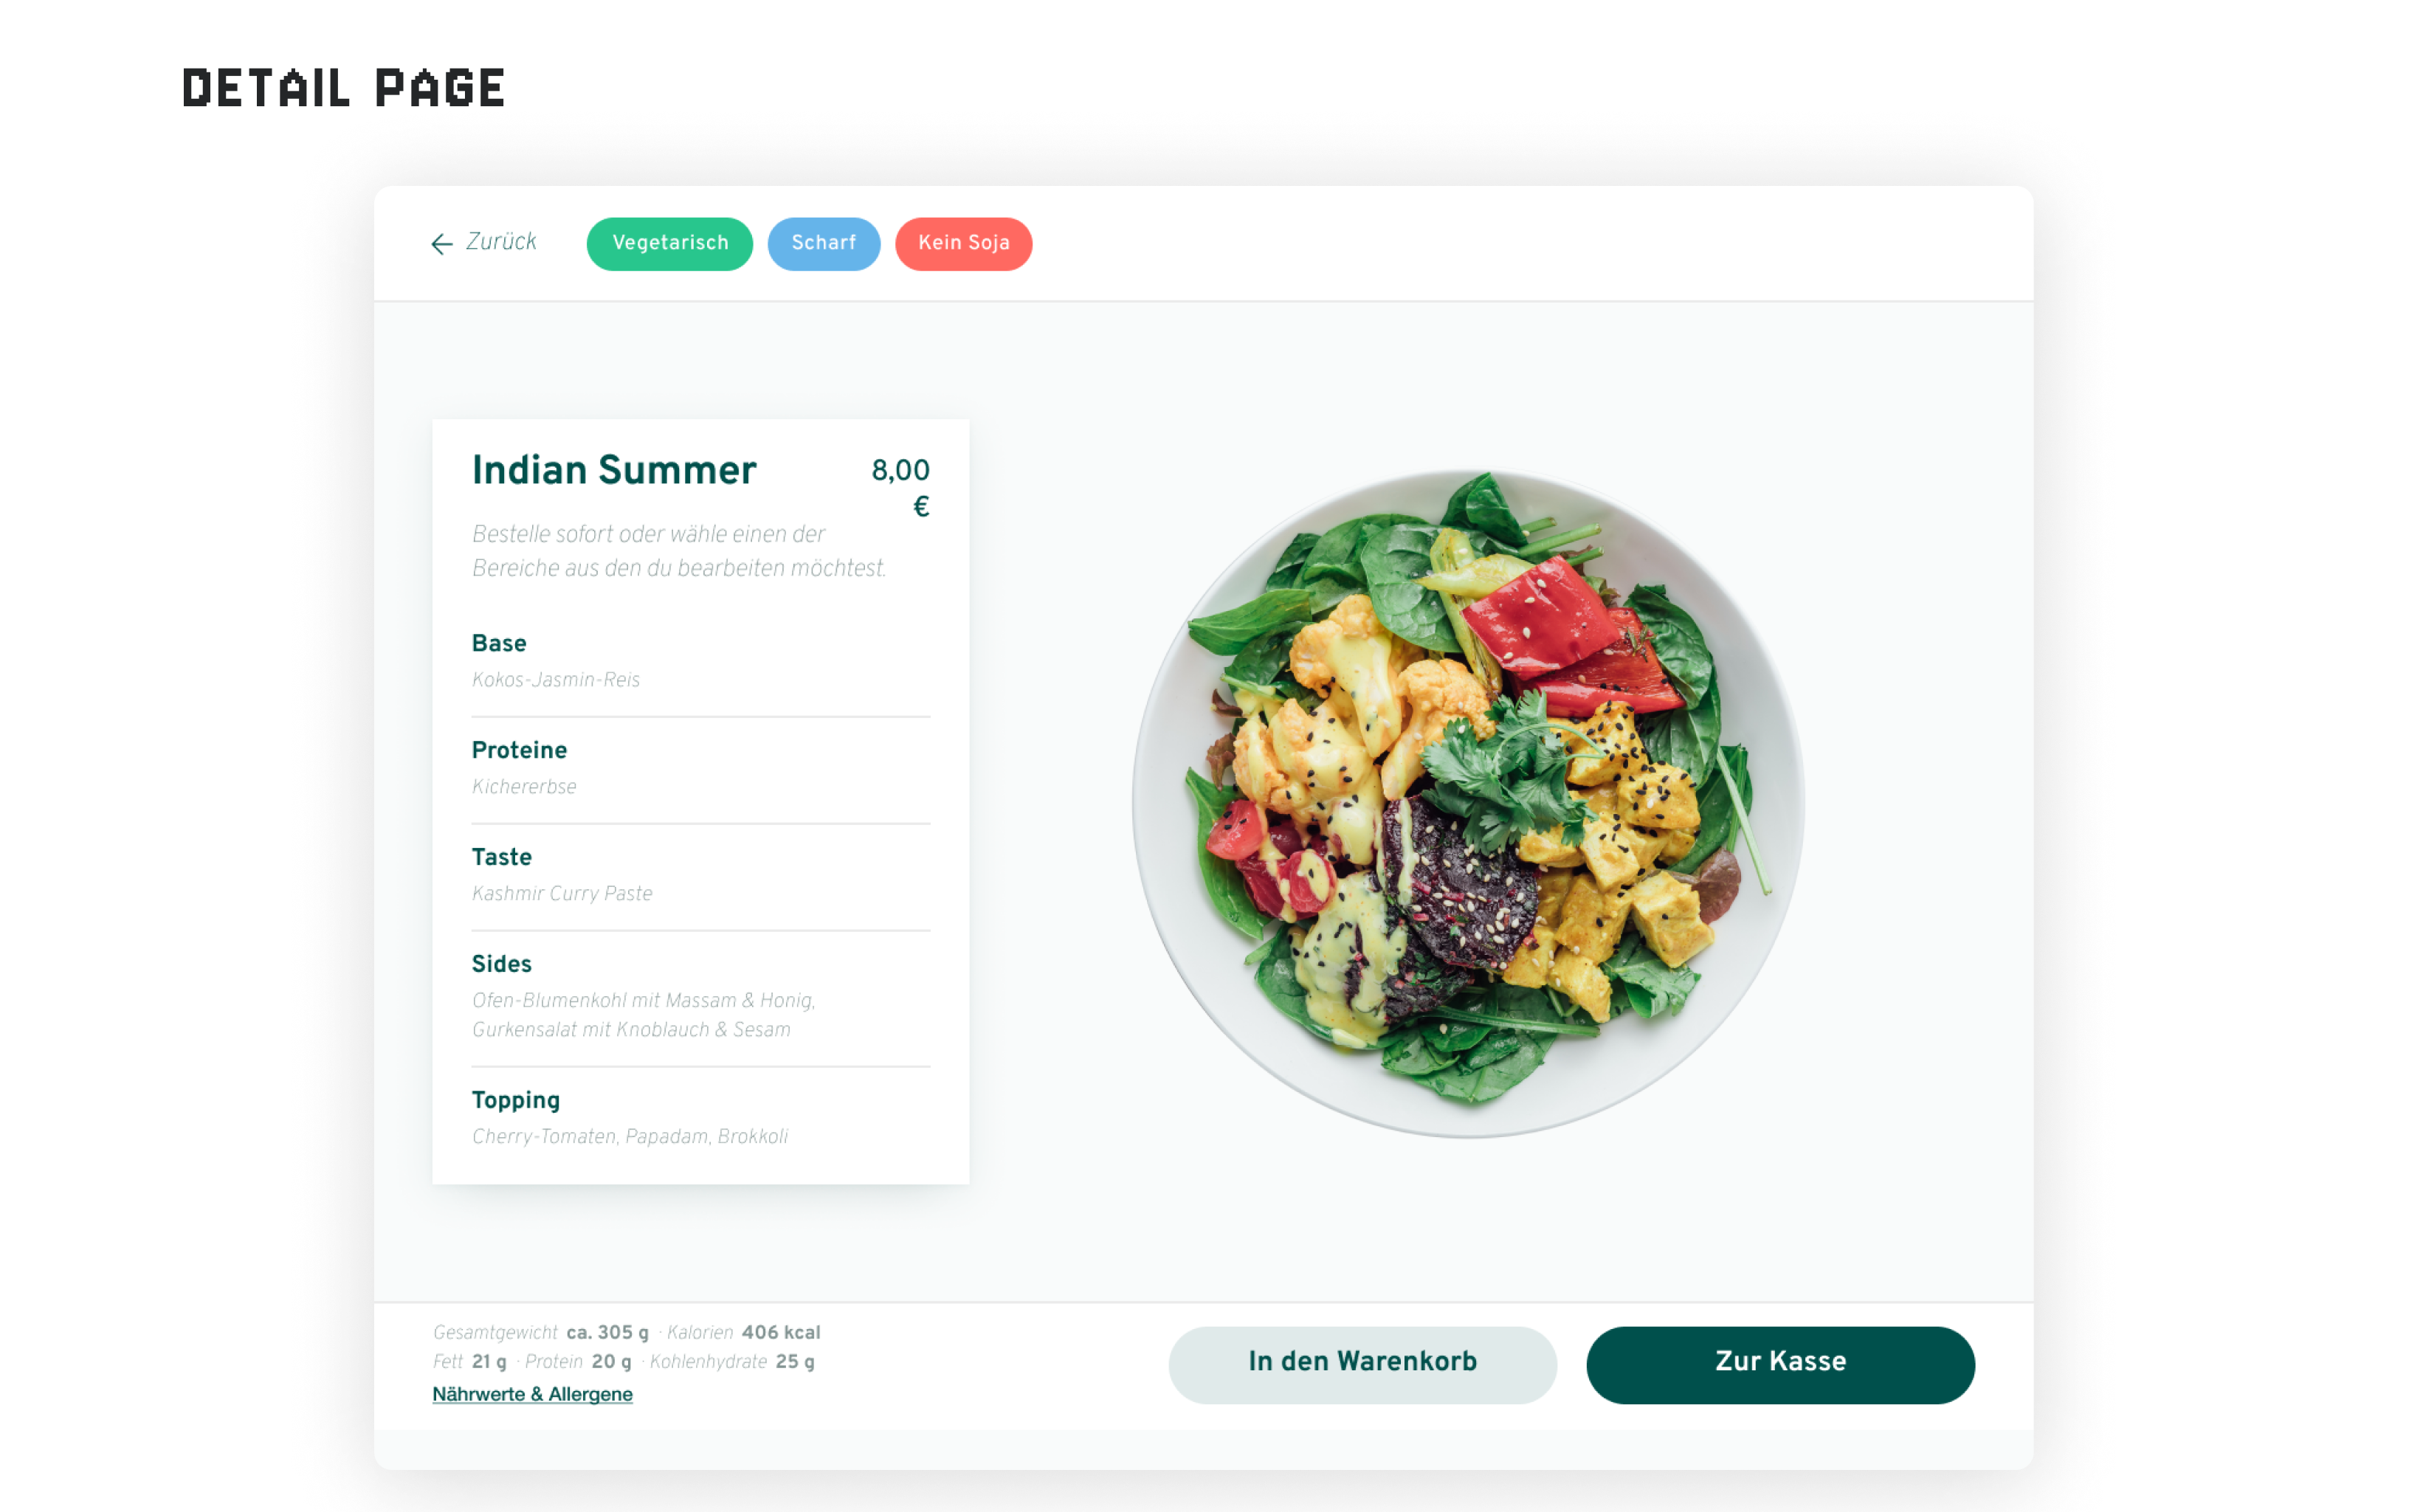 DETAIL PAGE
← Zurück
Vegetarisch
Scharf
Kein Soja
Indian Summer
8,00
€
Bestelle sofort oder wähle einen der
Bereiche aus den du bearbeiten möchtest.
Base
Kokos-Jasmin-Reis
Proteine
Kichererbse
Taste
Kashmir Curry Paste
Sides
Ofen-Blumenkohl mit Massam & Honig,
Gurkensalat mit Knoblauch & Sesam
Topping
Cherry-Tomaten, Papadam, Brokkoli
Gesamtgewicht ca. 305 g · Kalorien 406 kcal
Fett 21 g · Protein 20 g · Kohlenhydrate 25 g
Nährwerte & Allergene
In den Warenkorb
Zur Kasse